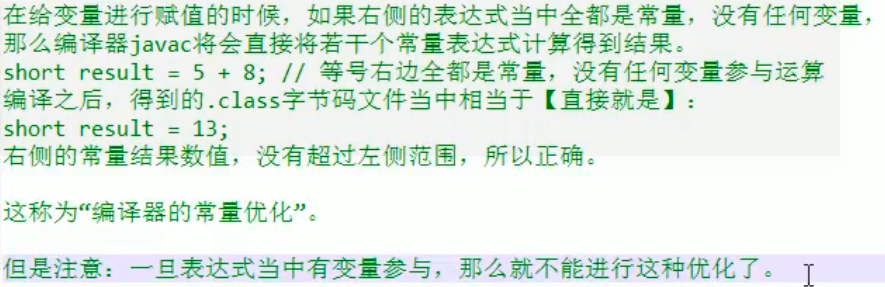 在给变量进行赋值的时候，如果右侧的表达式当中全都是常量，没有任何变量，
那么编译器javac将会直接将若干个常量表达式计算得到结果。
short result = 5 + 8; // 等号右边全都是常量，没有任何变量参与运算
编译之后，得到的.class字节码文件当中相当于【直接就是】:
short result = 13;
右侧的常量结果数值，没有超过左侧范围，所以正确。
这称为“编译器的常量优化”。
但是注意：一旦表达式当中有变量参与，那么就不能进行这种优化了。